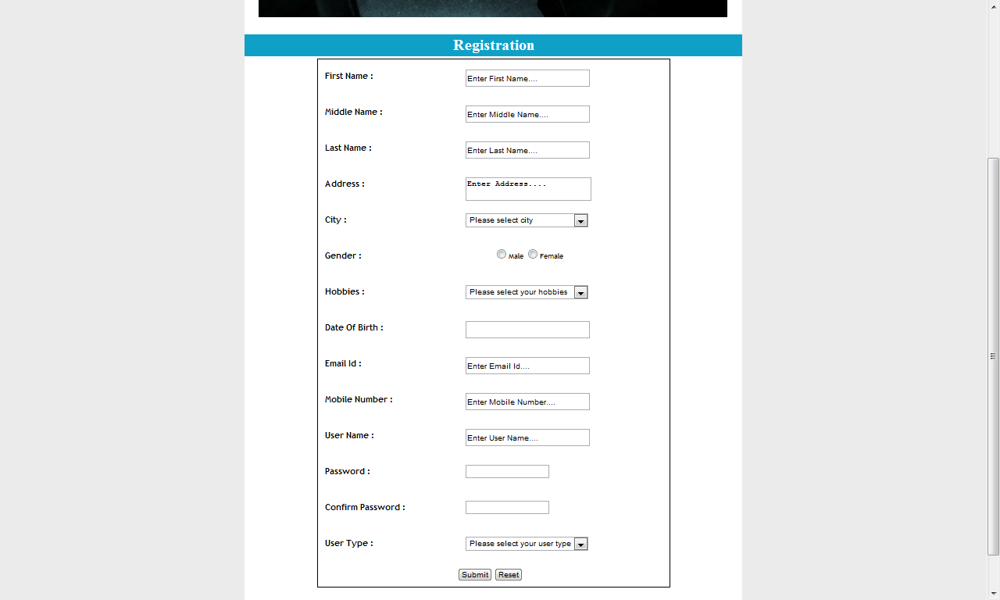 Registration
First Name : Enter First Name....
Middle Name : Enter Middle Name....
Last Name : Enter Last Name....
Address : Enter Address....
City : Please select city
Gender : Male Female
Hobbies : Please select your hobbies
Date Of Birth :
Email Id : Enter Email Id....
Mobile Number : Enter Mobile Number....
User Name : Enter User Name....
Password :
Confirm Password :
User Type : Please select your user type
Submit Reset